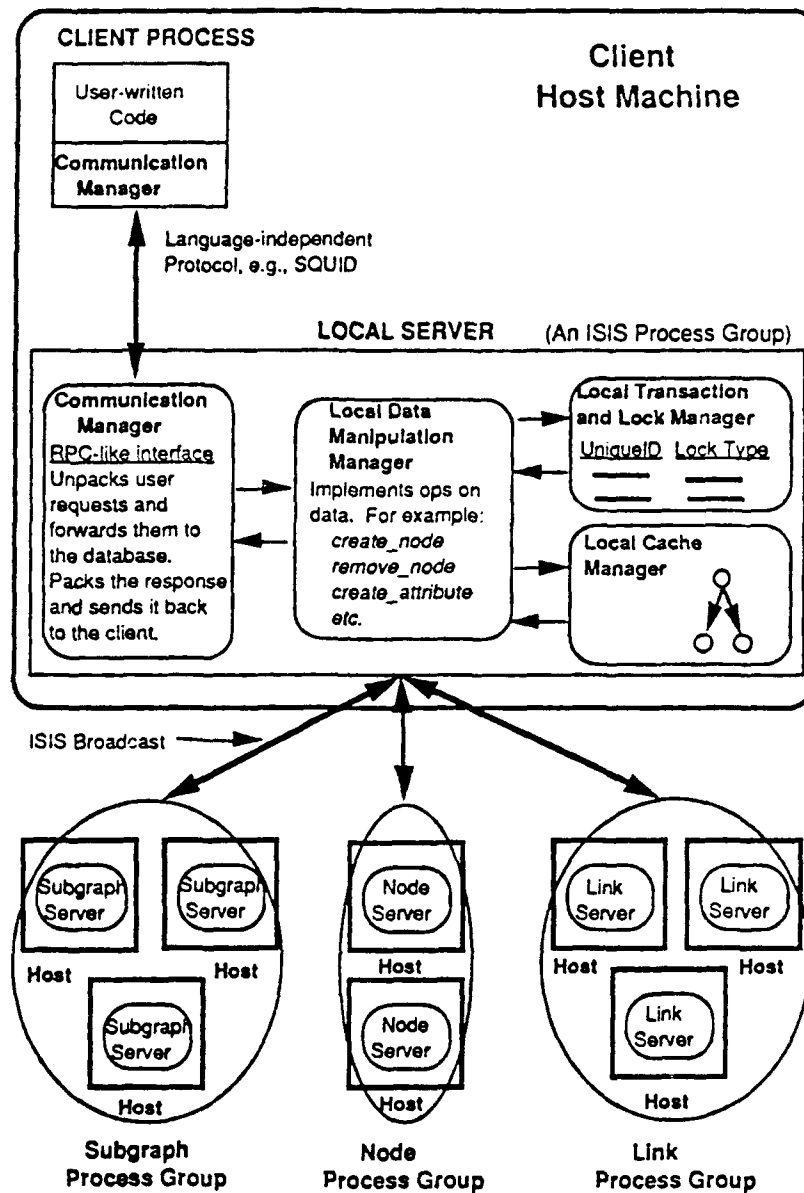 CLIENT PROCESS
Client
Host Machine
User-written
Code
Communication
Manager
Language-independent
Protocol, e.g., SQUID
LOCAL SERVER
(An ISIS Process Group)
Communication
Manager
RPC-like interface
Unpacks user
requests and
forwards them to
the database.
Packs the response
and sends it back
to the client.
Local Data
Manipulation
Manager
Implements ops on
data. For example:
create_node
remove_node
create_attribute
etc.
Local Transaction
and Lock Manager
UniqueID Lock Type
Local Cache
Manager
ISIS Broadcast
Subgraph
Server
Host
Subgraph
Server
Host
Subgraph
Server
Host
Subgraph
Process Group
Node
Server
Host
Node
Server
Host
Node
Process Group
Link
Server
Host
Link
Server
Host
Link
Server
Host
Link
Process Group